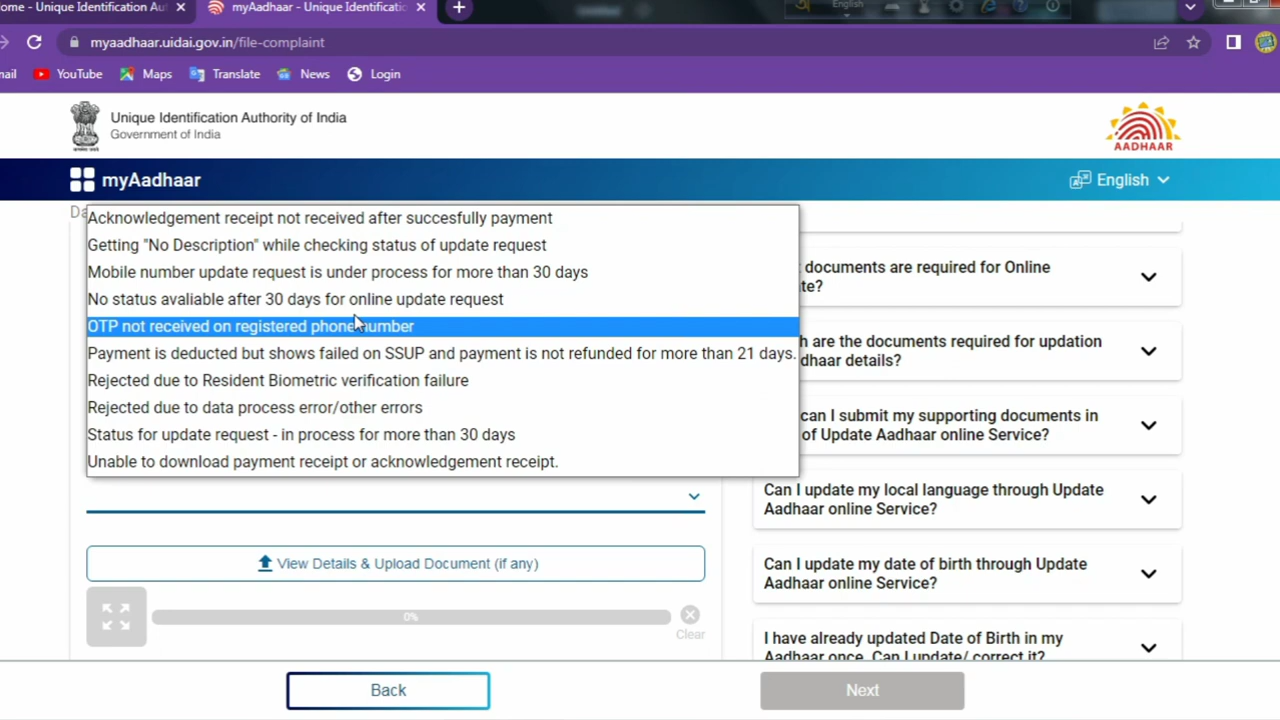 ome - Unique Identification Au
myAadhaar - Unique Identificatio
English
myaadhaar.uidai.gov.in/file-complaint
nail
YouTube
Maps
Translate
News
Login
Unique Identification Authority of India
Government of India
AADHAAR
myAadhaar
English
Da
Acknowledgement receipt not received after succesfully payment
Getting "No Description" while checking status of update request
Mobile number update request is under process for more than 30 days
No status avaliable after 30 days for online update request
OTP not received on registered phone number
Payment is deducted but shows failed on SSUP and payment is not refunded for more than 21 days.
Rejected due to Resident Biometric verification failure
Rejected due to data process error/other errors
Status for update request - in process for more than 30 days
Unable to download payment receipt or acknowledgement receipt.
View Details & Upload Document (if any)
0%
Clear
documents are required for Online
te?
h are the documents required for updation
dhaar details?
can I submit my supporting documents in
of Update Aadhaar online Service?
Can I update my local language through Update
Aadhaar online Service?
Can I update my date of birth through Update
Aadhaar online Service?
I have already updated Date of Birth in my
Aadhaar once. Can I update/ correct it?
Back
Next